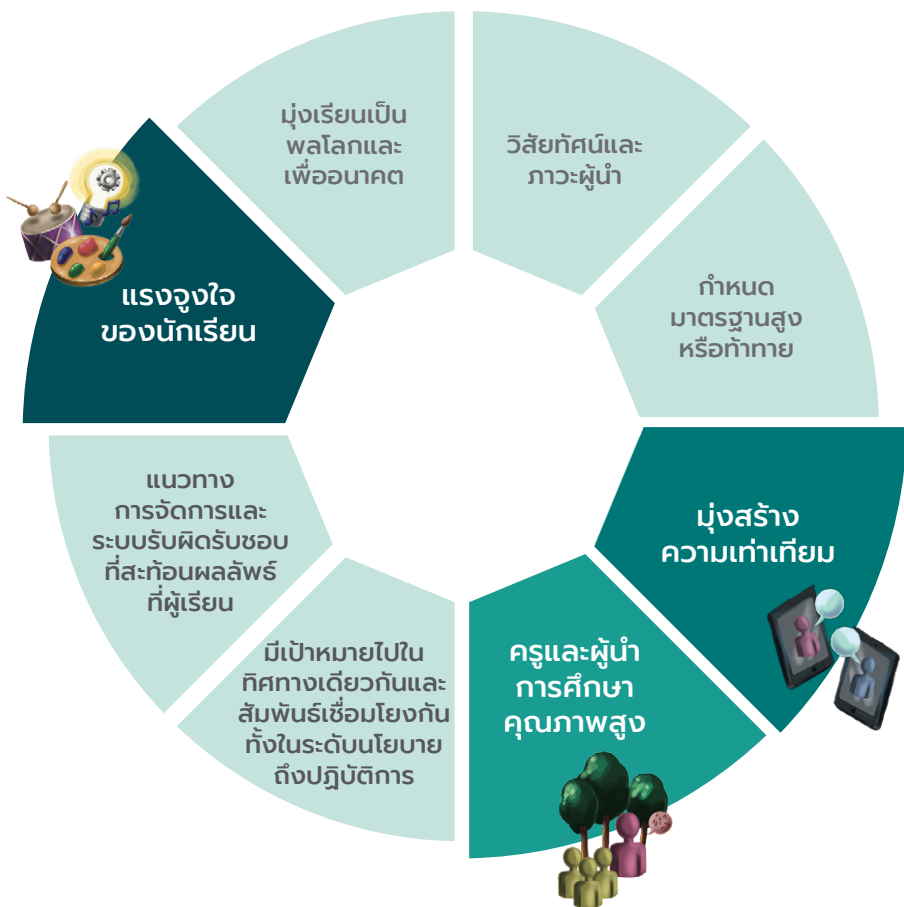 มุ่งเรียนเป็น
พลโลกและ
เพื่ออนาคต
วิสัยทัศน์และ
ภาวะผู้นำ
กำหนด
มาตรฐานสูง
หรือท้าทาย
มุ่งสร้าง
ความเท่าเทียม
ครูและผู้นำ
การศึกษา
คุณภาพสูง
มีเป้าหมายไปใน
ทิศทางเดียวกันและ
สัมพันธ์เชื่อมโยงกัน
ทั้งในระดับนโยบาย
ถึงปฏิบัติการ
แนวทาง
การจัดการและ
ระบบรับผิดรับชอบ
ที่สะท้อนผลลัพธ์
ที่ผู้เรียน
แรงจูงใจ
ของนักเรียน